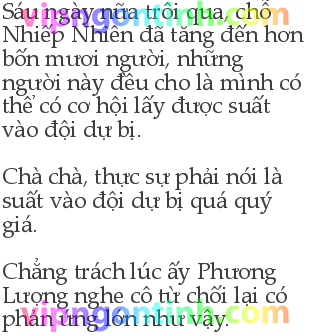 Sáu ngày nữa trôi qua, chỗ
Nhiếp Nhiên đã tăng đến hơn
bốn mươi người, những
người này đều cho là mình có
thể có cơ hội lấy được suất
vào đội dự bị.
Chà chà, thực sự phải nói là
suất vào đội dự bị quá quý
giá.
Chẳng trách lúc ấy Phương
Lượng nghe cô từ chối lại có
phản ứng lớn như vậy.
vipngontinh.com
vipngontinh.com